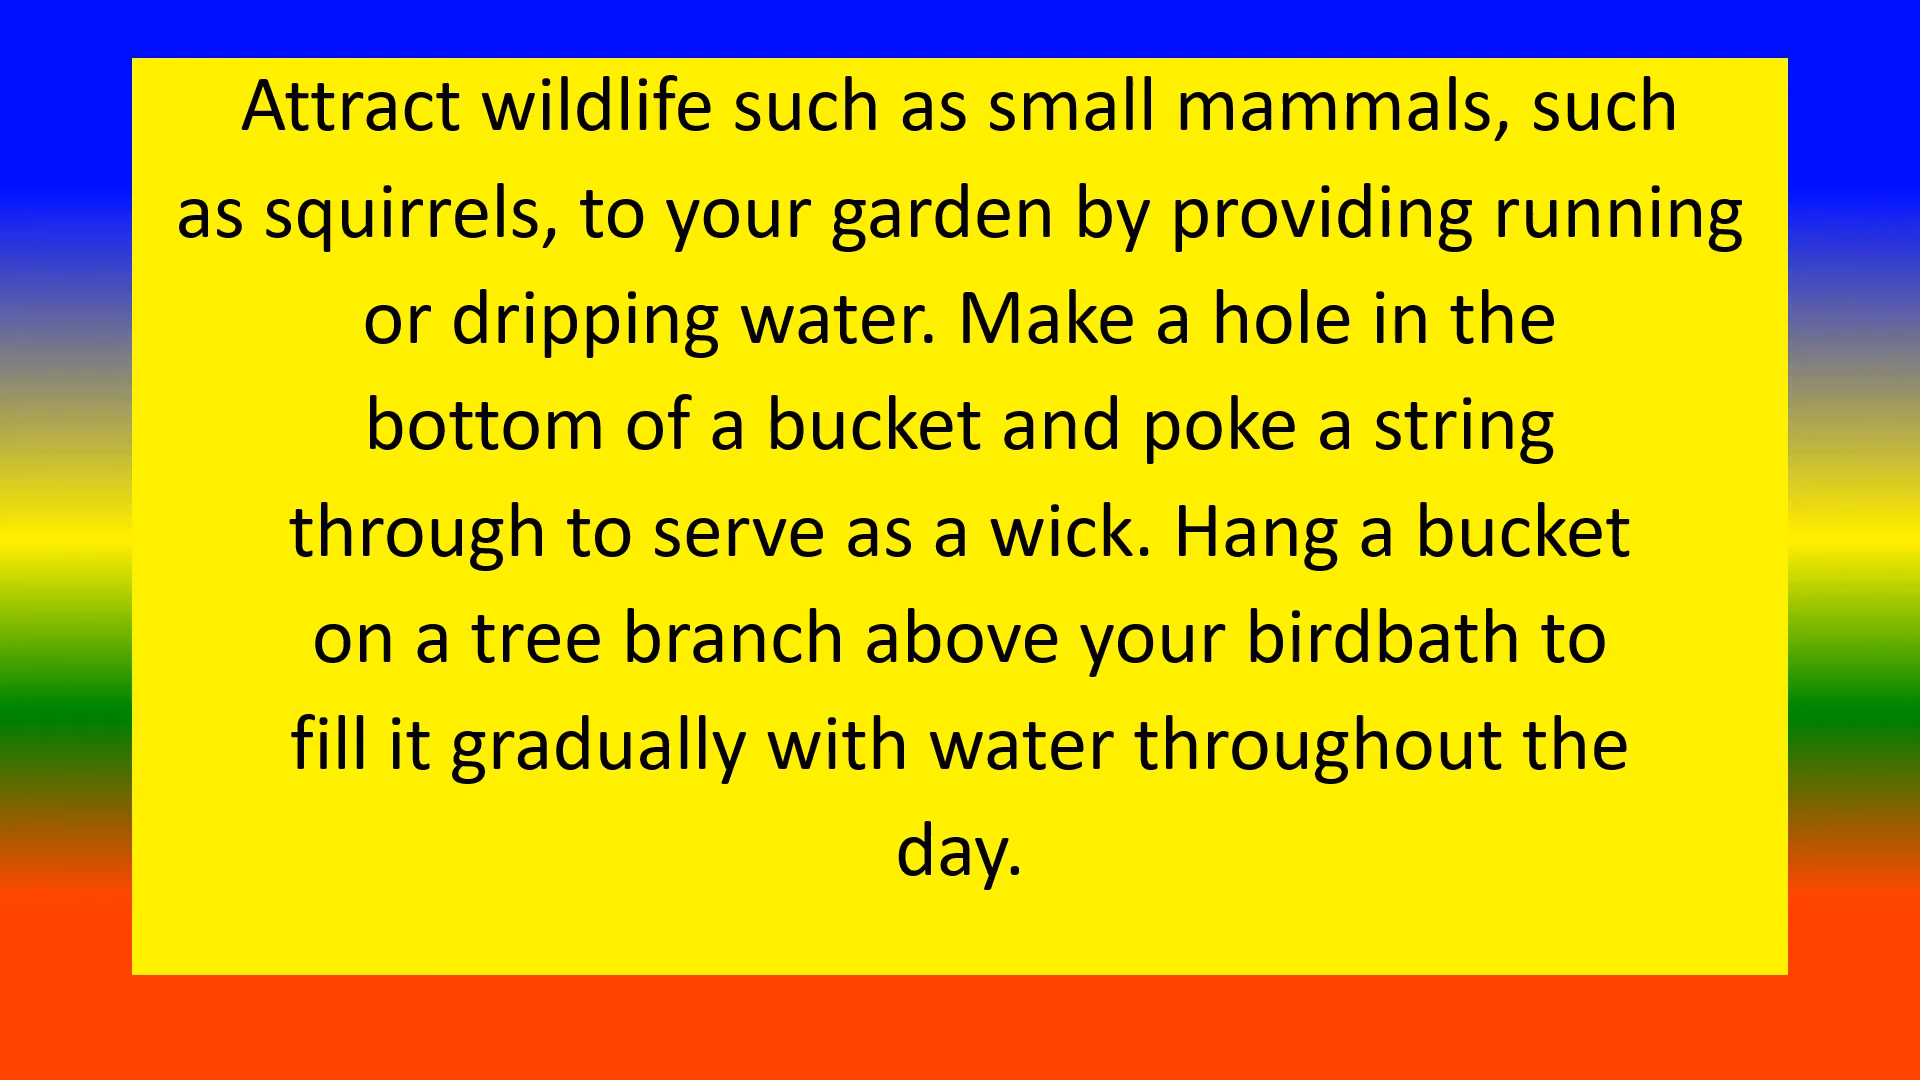 Attract wildlife such as small mammals, such
as squirrels, to your garden by providing running
or dripping water. Make a hole in the
bottom of a bucket and poke a string
through to serve as a wick. Hang a bucket
on a tree branch above your birdbath to
fill it gradually with water throughout the
day.